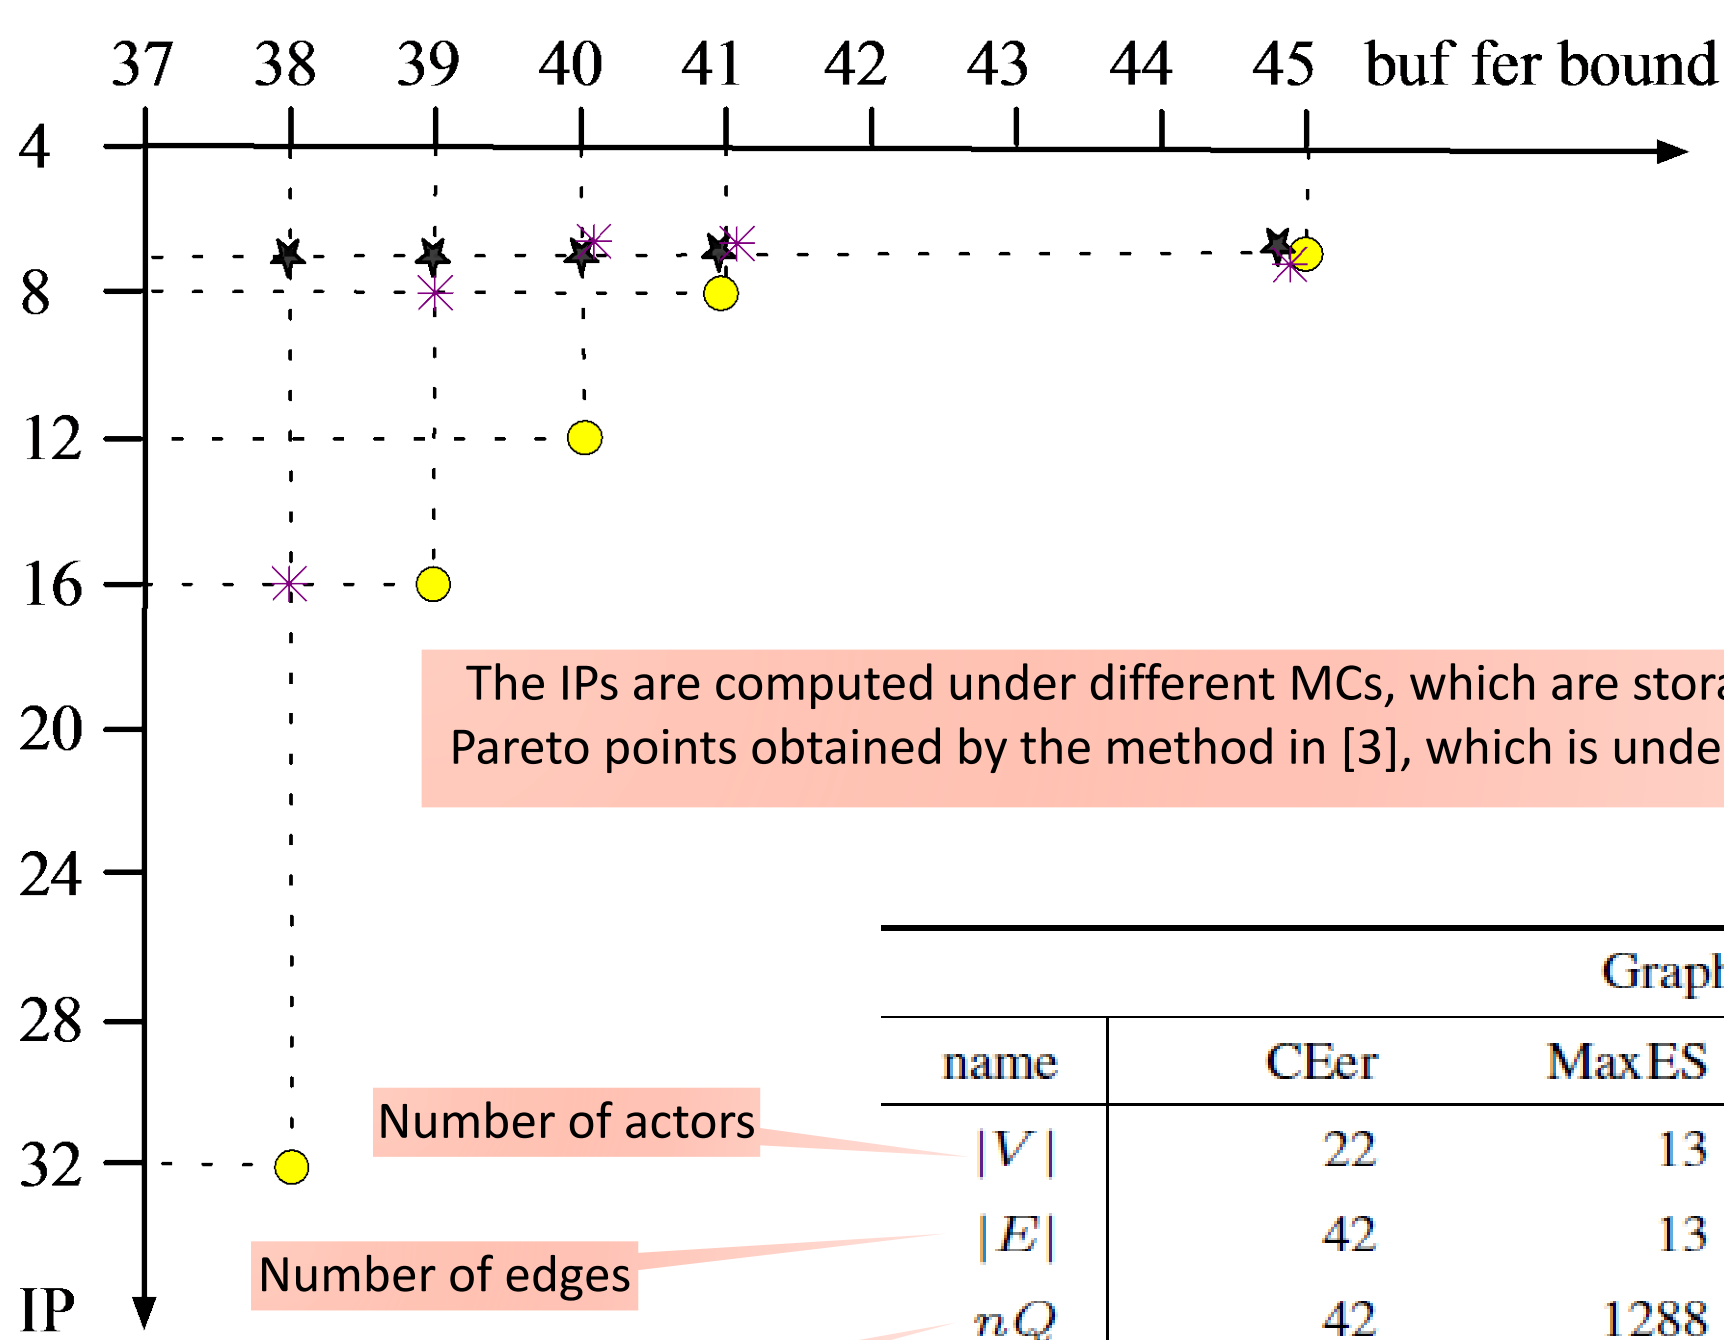 37 38 39 40 41 42 43 44 45 buf fer bound
4
8
12
16
20
24
28
32
IP
The IPs are computed under different MCs, which are
Pareto points obtained by the method in [3], which is
Graph
name CEer MaxES
Number of actors
|V| 22 13
|E| 42 13
Number of edges
nQ 42 1288